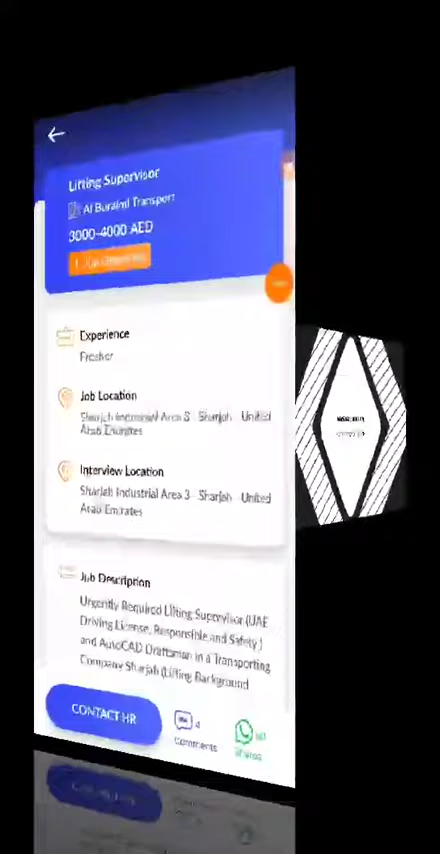 Lifting Supervisor
Al Buraimi Transport
3000-4000 AED
1
Experience
Fresher
Job Location
Sharjah Industrial Area 3 Sharjah United
Arab Emirates
Interview Location
Sharjah Industrial Area 3 Sharjah United
Arab Emirates
Job Description
Urgently Required Lifting Supervisor (UAE
Driving License, Responsible and Safety)
and AutoCAD Draftsman in a Transporting
Company Sharjah (Lifting Background
CONTACT HR
4
Comments
Shares